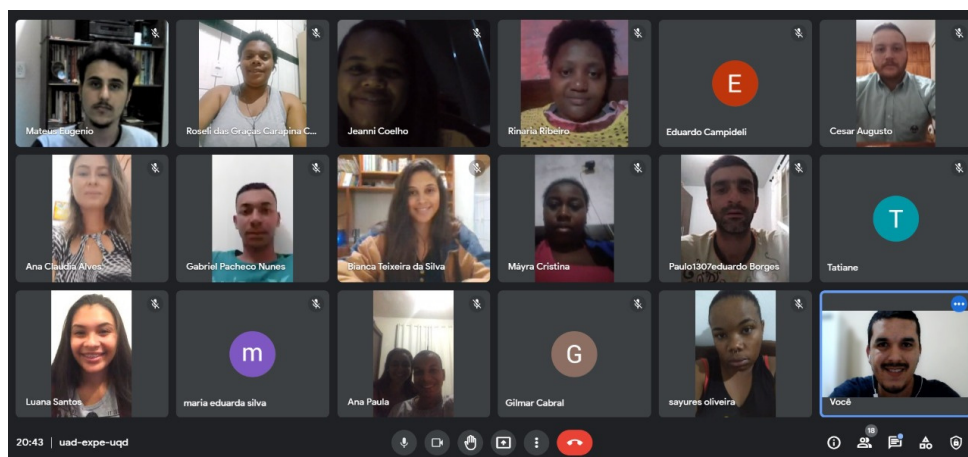 Mateus Eugenio
Roseli das Graças Carapina C...
Jeanni Coelho
Rinaria Ribeiro
E
Eduardo Campideli
Cesar Augusto
Ana Claudia Alves
Gabriel Pacheco Nunes
Bianca Teixeira da Silva
Máyra Cristina
Paulo1307eduardo Borges
T
Tatiane
Luana Santos
m
maria eduarda silva
Ana Paula
G
Gilmar Cabral
sayures oliveira
Você
20:43 | uad-expe-uqd
18